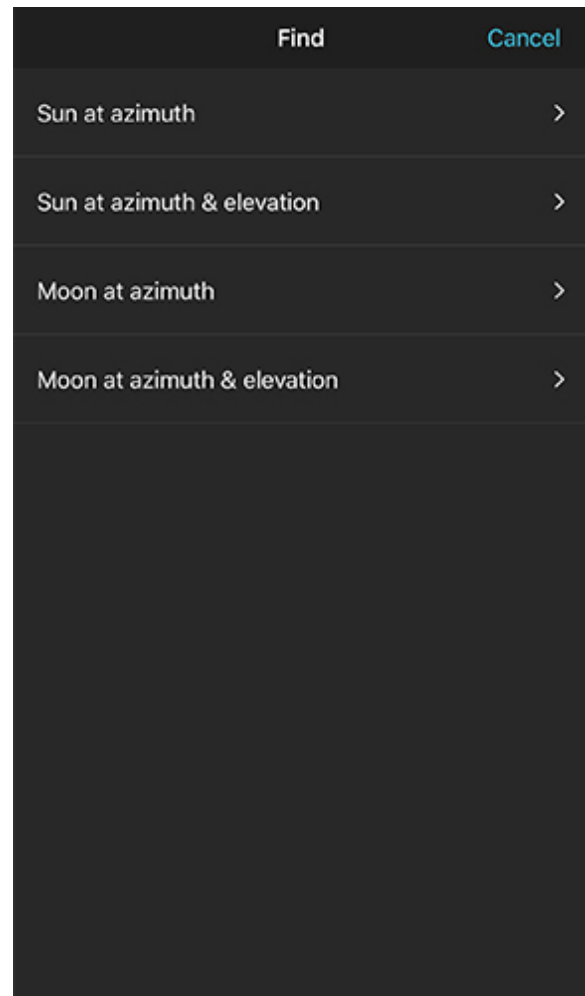 Find
Cancel
Sun at azimuth
Sun at azimuth & elevation
Moon at azimuth
Moon at azimuth & elevation